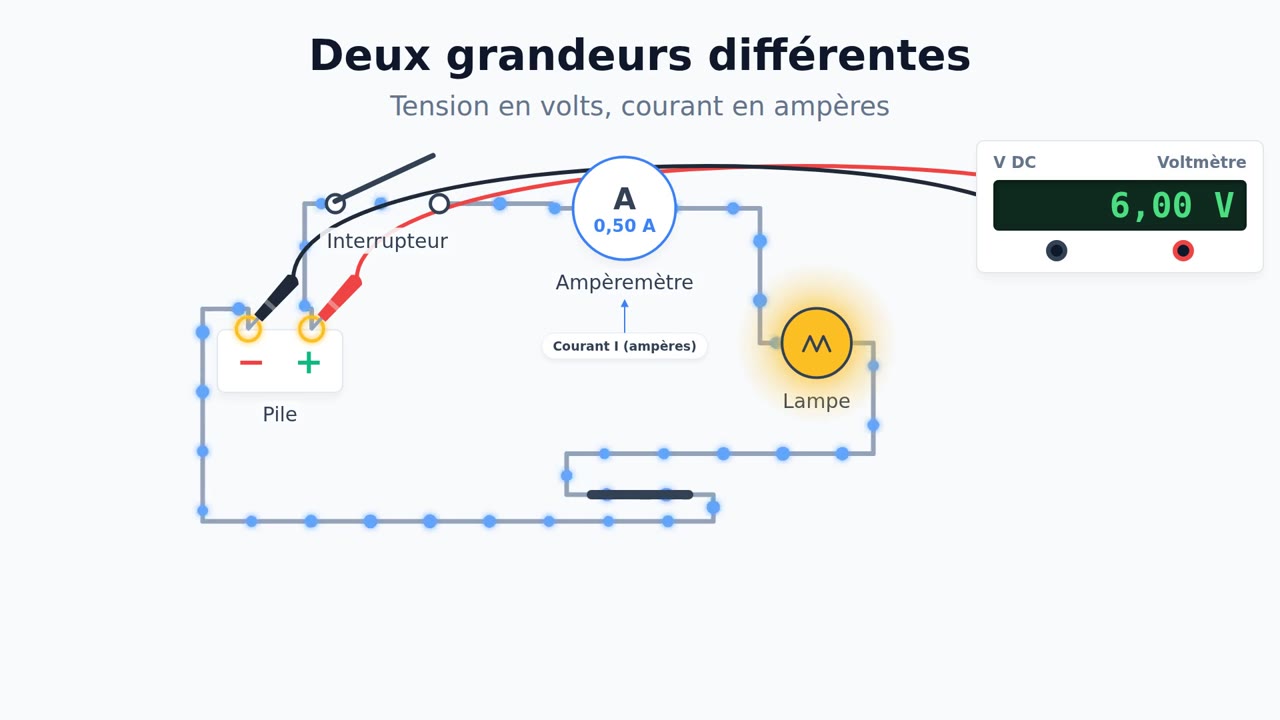 Deux grandeurs différentes
Tension en volts, courant en ampères
V DC
Voltmètre
6,00 V
A
0,50 A
Interrupteur
Ampèremètre
Courant I (ampères)
Lampe
− +
Pile